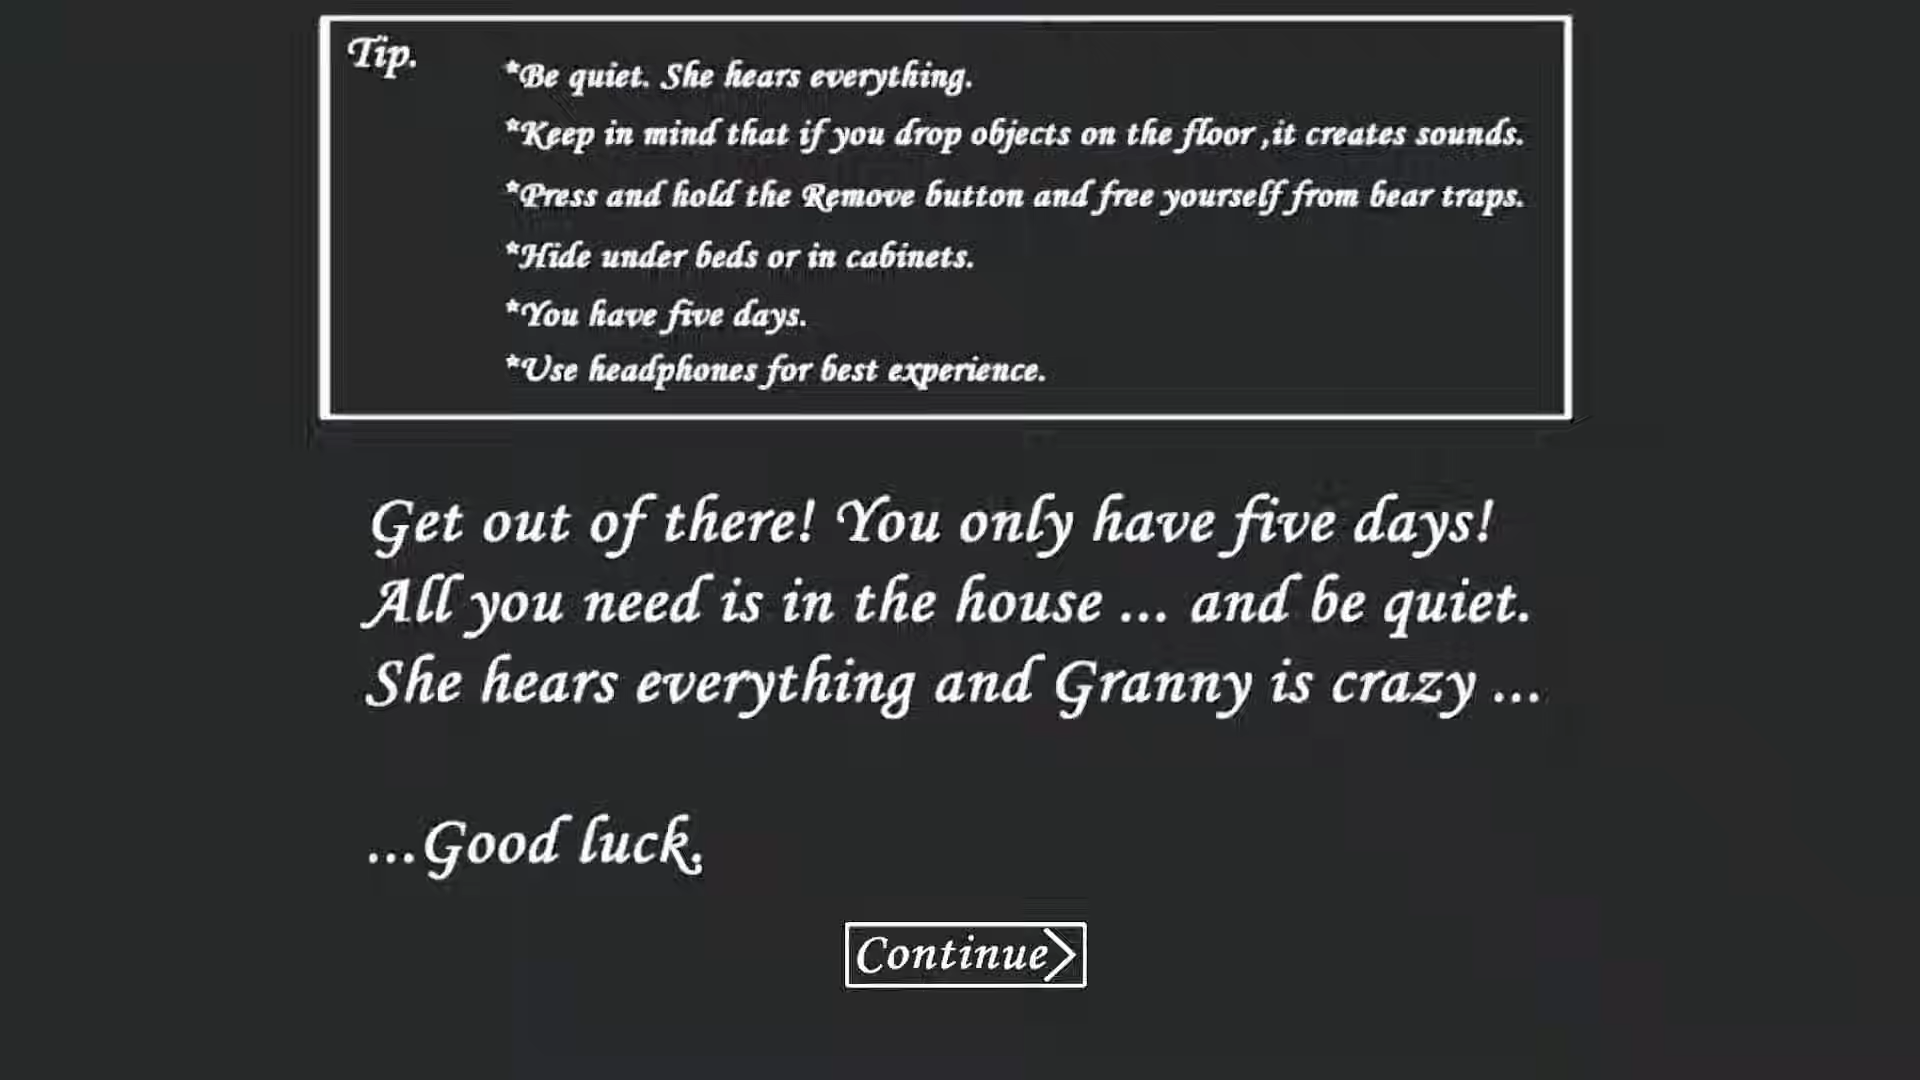 Tip.
*Be quiet. She hears everything.
*Keep in mind that if you drop objects on the floor ,it creates sounds.
*Press and hold the Remove button and free yourself from bear traps.
*Hide under beds or in cabinets.
*You have five days.
*Use headphones for best experience.
Get out of there! You only have five days!
All you need is in the house ... and be quiet.
She hears everything and Granny is crazy ...
...Good luck.
Continue>